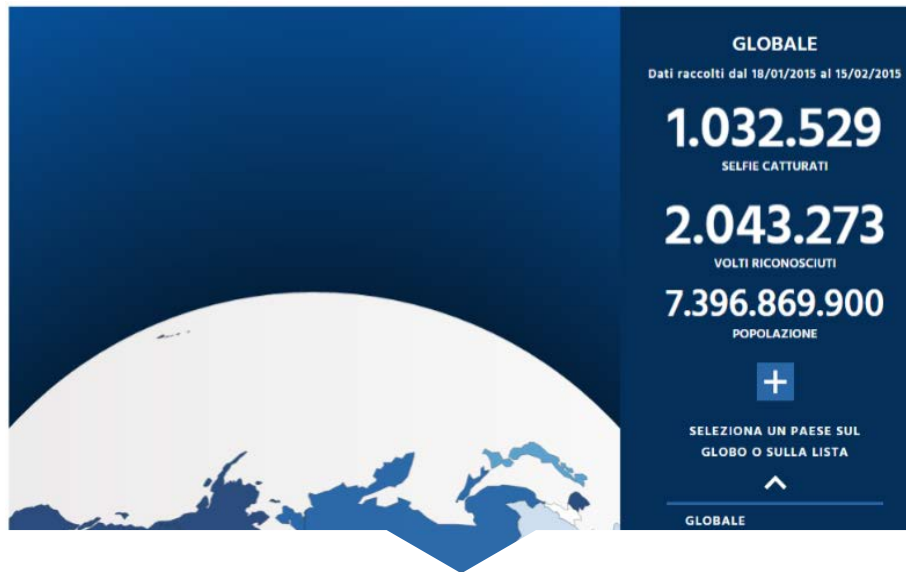 GLOBALE
Dati raccolti dal 18/01/2015 al 15/02/2015
1.032.529
SELFIE CATTURATI
2.043.273
VOLTI RICONOSCIUTI
7.396.869.900
POPOLAZIONE
+
SELEZIONA UN PAESE SUL
GLOBO O SULLA LISTA
GLOBALE